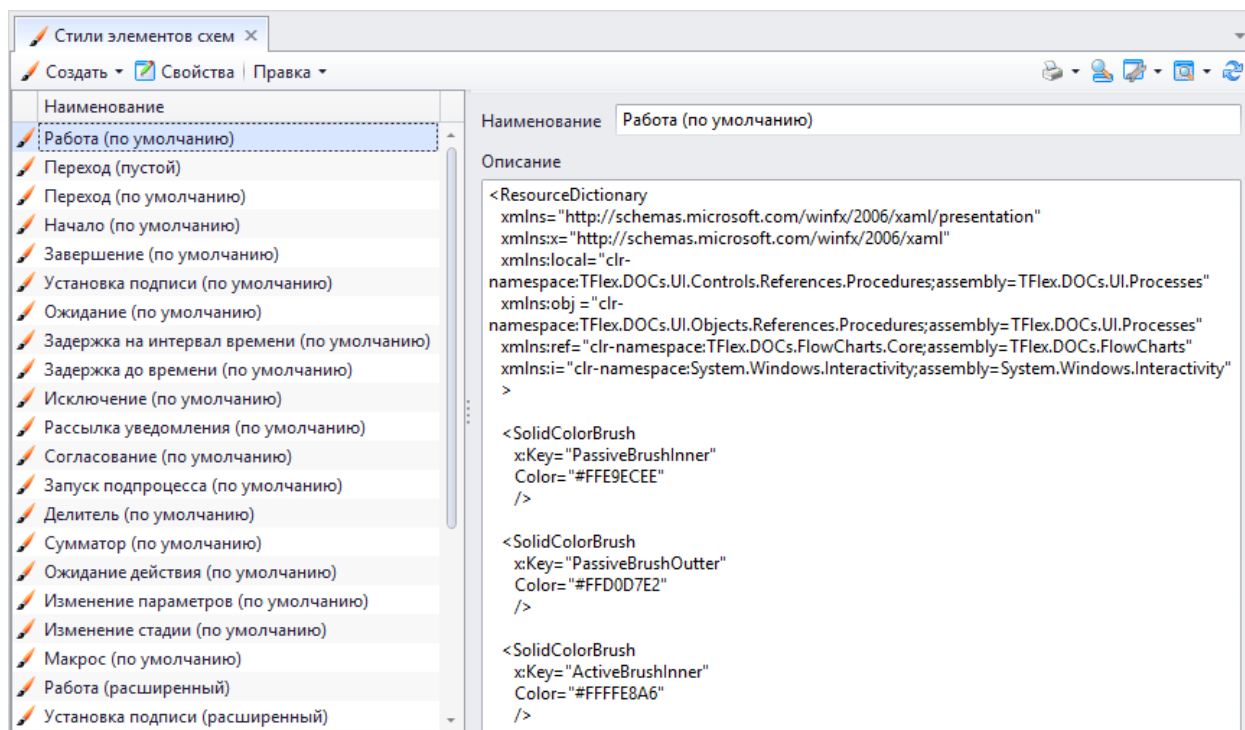 Стили элементов схем
Создать Свойства Правка
Наименование
Работа (по умолчанию)
Переход (пустой)
Переход (по умолчанию)
Начало (по умолчанию)
Завершение (по умолчанию)
Установка подписи (по умолчанию)
Ожидание (по умолчанию)
Задержка на интервал времени (по умолчанию)
Задержка до времени (по умолчанию)
Исключение (по умолчанию)
Рассылка уведомления (по умолчанию)
Согласование (по умолчанию)
Запуск подпроцесса (по умолчанию)
Делитель (по умолчанию)
Сумматор (по умолчанию)
Ожидание действия (по умолчанию)
Изменение параметров (по умолчанию)
Изменение стадии (по умолчанию)
Макрос (по умолчанию)
Работа (расширенный)
Установка подписи (расширенный)
Наименование Работа (по умолчанию)
Описание
<ResourceDictionary
xmlns="http://schemas.microsoft.com/winfx/2006/xaml/presentation"
xmlns:x="http://schemas.microsoft.com/winfx/2006/xaml"
xmlns:local="clr-
namespace:TFlex.DOCs.UI.Controls.References.Procedures;assembly=TFlex.DOCs.UI.Processes"
xmlns:obj ="clr-
namespace:TFlex.DOCs.UI.Objects.References.Procedures;assembly=TFlex.DOCs.UI.Processes"
xmlns:ref="clr-namespace:TFlex.DOCs.FlowCharts.Core;assembly=TFlex.DOCs.FlowCharts"
xmlns:i="clr-namespace:System.Windows.Interactivity;assembly=System.Windows.Interactivity"
>
<SolidColorBrush
x:Key="PassiveBrushInner"
Color="#FFE9ECEE"
/>
<SolidColorBrush
x:Key="PassiveBrushOutter"
Color="#FFD0D7E2"
/>
<SolidColorBrush
x:Key="ActiveBrushInner"
Color="#FFFFE8A6"
/>